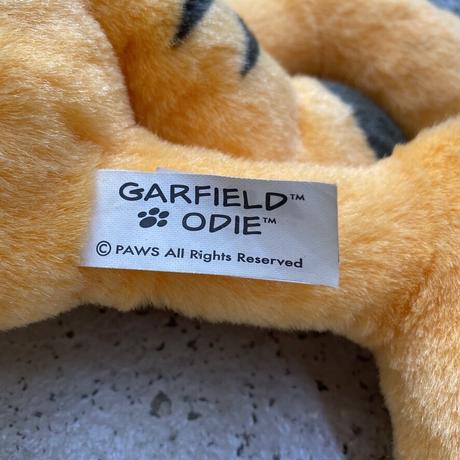 GARFIELD™
ODIE™
© PAWS All Rights Reserved